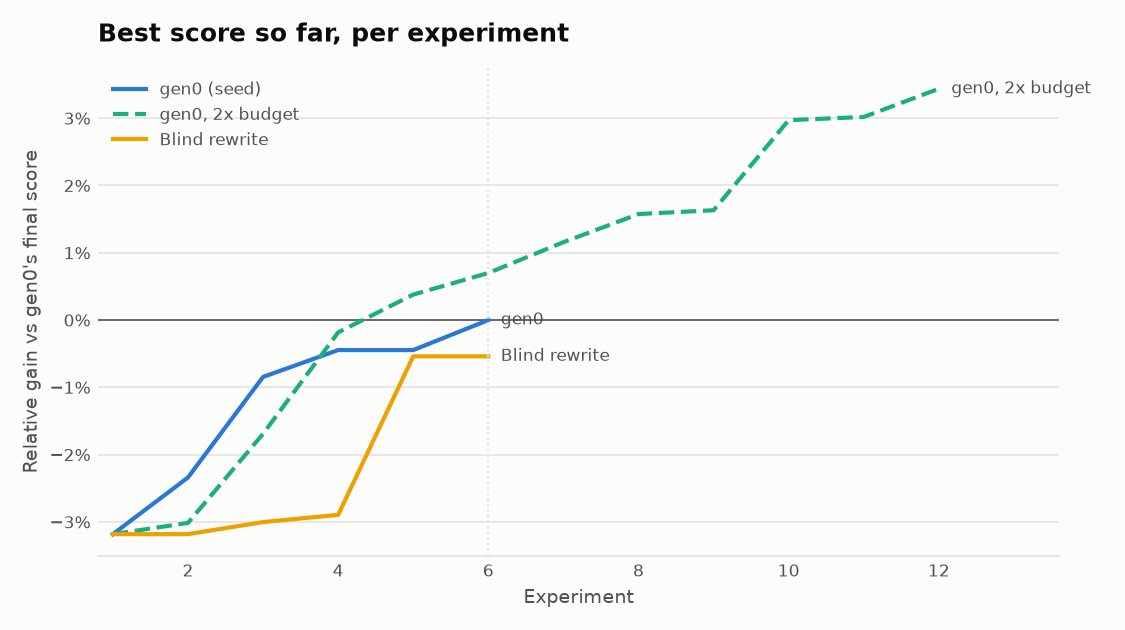 Best score so far, per experiment
gen0 (seed)
gen0, 2x budget
Blind rewrite
gen0, 2x budget
gen0
Blind rewrite
3%
2%
1%
0%
−1%
−2%
−3%
Relative gain vs gen0's final score
2 4 6 8 10 12
Experiment